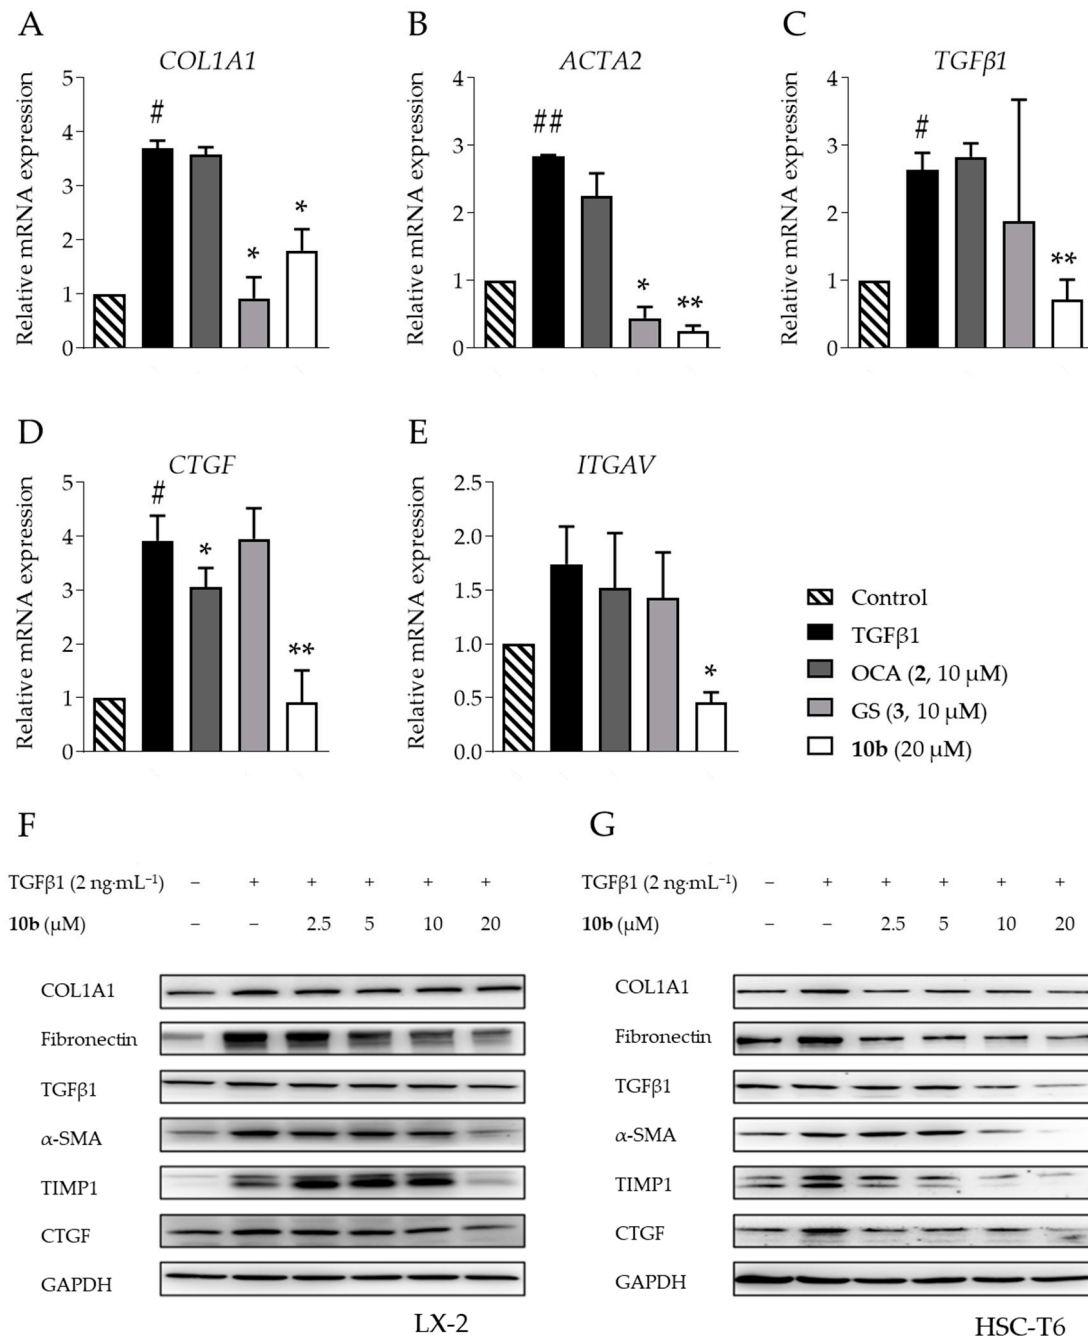 A
B
C
COL1A1
ACTA2
TGFβ1
Relative mRNA expression
5
4
3
2
1
0
#
*
*
Relative mRNA expression
4
3
2
1
0
##
*
**
Relative mRNA expression
4
3
2
1
0
#
**
D
E
CTGF
ITGAV
Relative mRNA expression
5
4
3
2
1
0
#
*
**
Relative mRNA expression
2.5
2.0
1.5
1.0
0.5
0.0
*
Control
TGFβ1
OCA (2, 10 μM)
GS (3, 10 μM)
10b (20 μM)
F
TGFβ1 (2 ng·mL⁻¹) – + + + + +
10b (μM) – – 2.5 5 10 20
COL1A1
Fibronectin
TGFβ1
α-SMA
TIMP1
CTGF
GAPDH
LX-2
G
TGFβ1 (2 ng·mL⁻¹) – + + + + +
10b (μM) – – 2.5 5 10 20
COL1A1
Fibronectin
TGFβ1
α-SMA
TIMP1
CTGF
GAPDH
HSC-T6